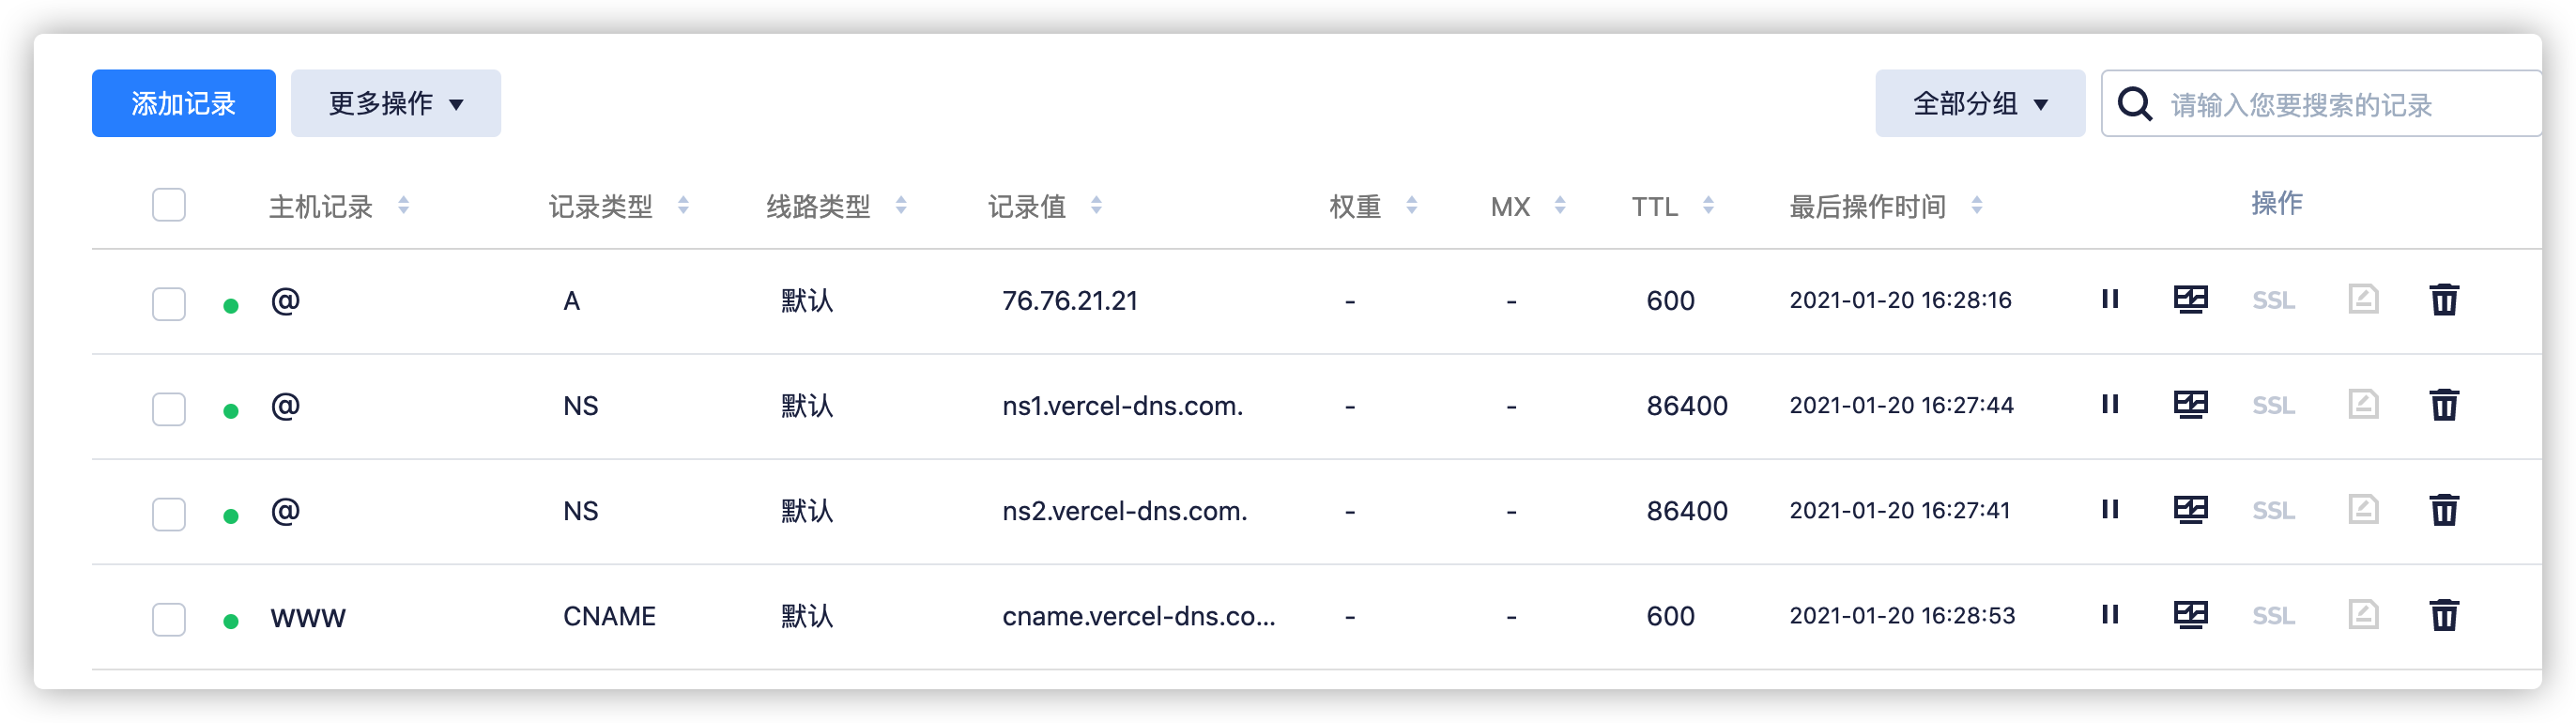 添加记录 更多操作 全部分组 请输入您要搜索的记录
主机记录 记录类型 线路类型 记录值 权重 MX TTL 最后操作时间 操作
@ A 默认 76.76.21.21 - - 600 2021-01-20 16:28:16 SSL
@ NS 默认 ns1.vercel-dns.com. - - 86400 2021-01-20 16:27:44 SSL
@ NS 默认 ns2.vercel-dns.com. - - 86400 2021-01-20 16:27:41 SSL
www CNAME 默认 cname.vercel-dns.co... - - 600 2021-01-20 16:28:53 SSL